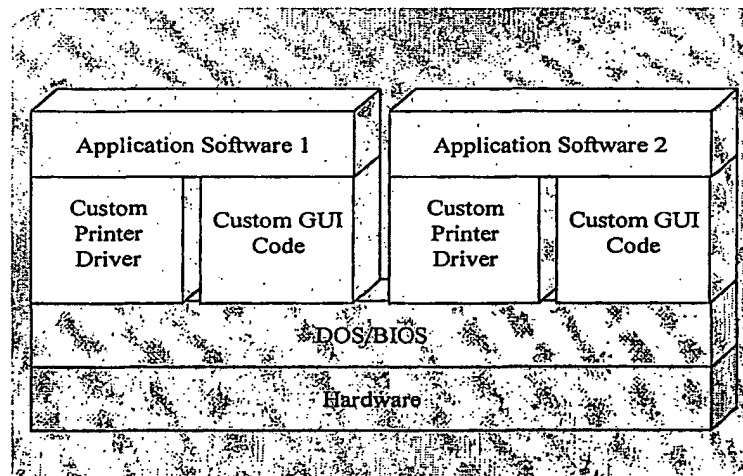 Application Software 1
Application Software 2
Custom
Printer
Driver
Custom GUI
Code
Custom
Printer
Driver
Custom GUI
Code
DOS/BIOS
Hardware